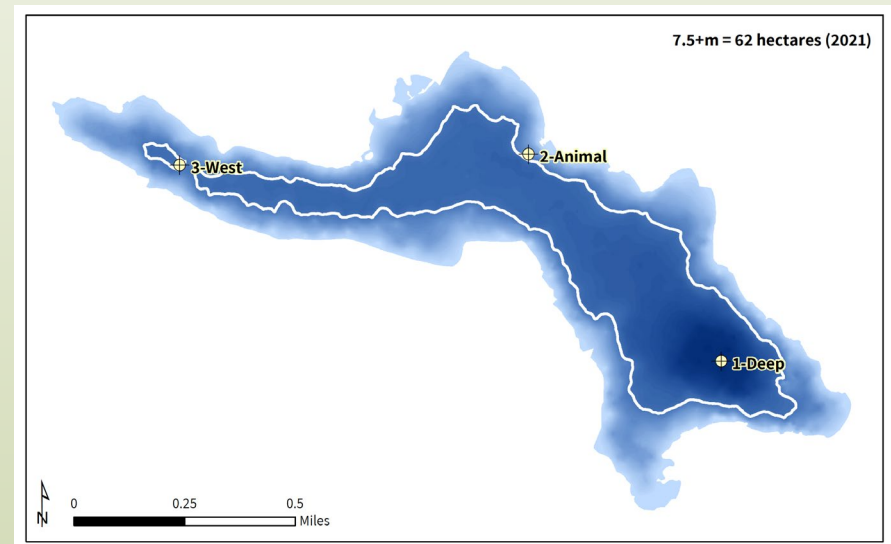 7.5+m = 62 hectares (2021)
2-Animal
3-West
1-Deep
N
0 0.25 0.5
Miles